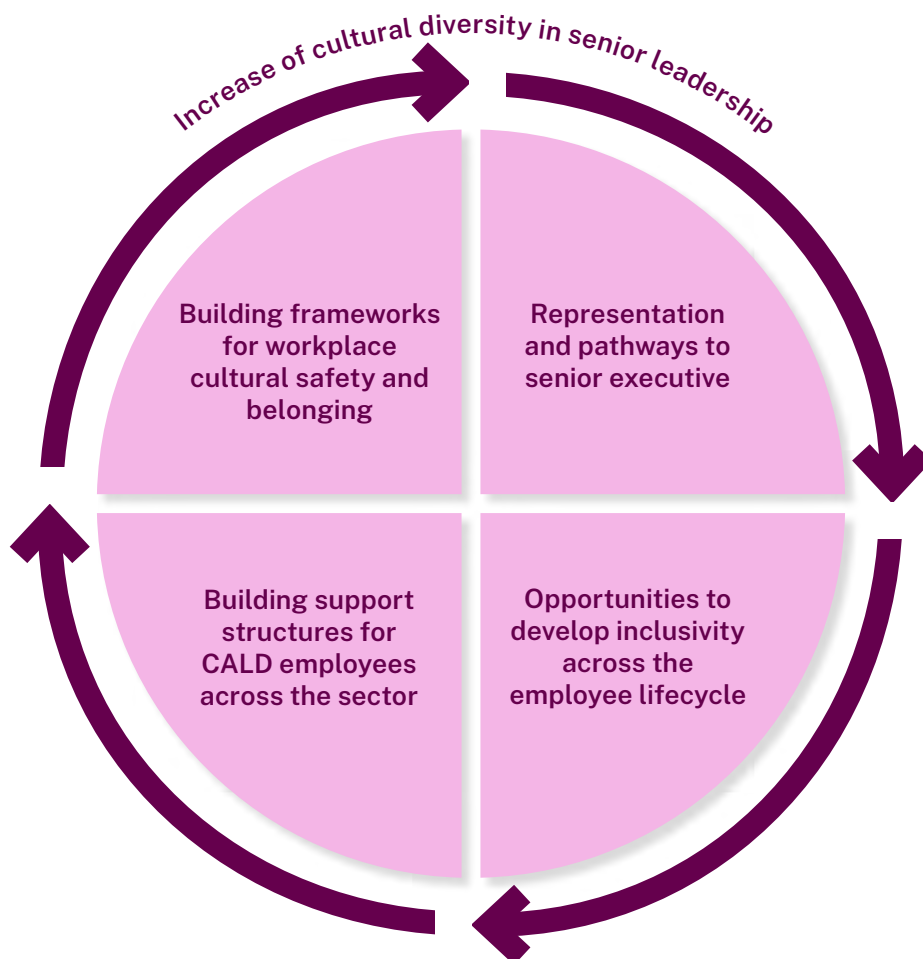 Increase of cultural diversity in senior leadership
Building frameworks
for workplace
cultural safety and
belonging
Representation
and pathways to
senior executive
Building support
structures for
CALD employees
across the sector
Opportunities to
develop inclusivity
across the
employee lifecycle